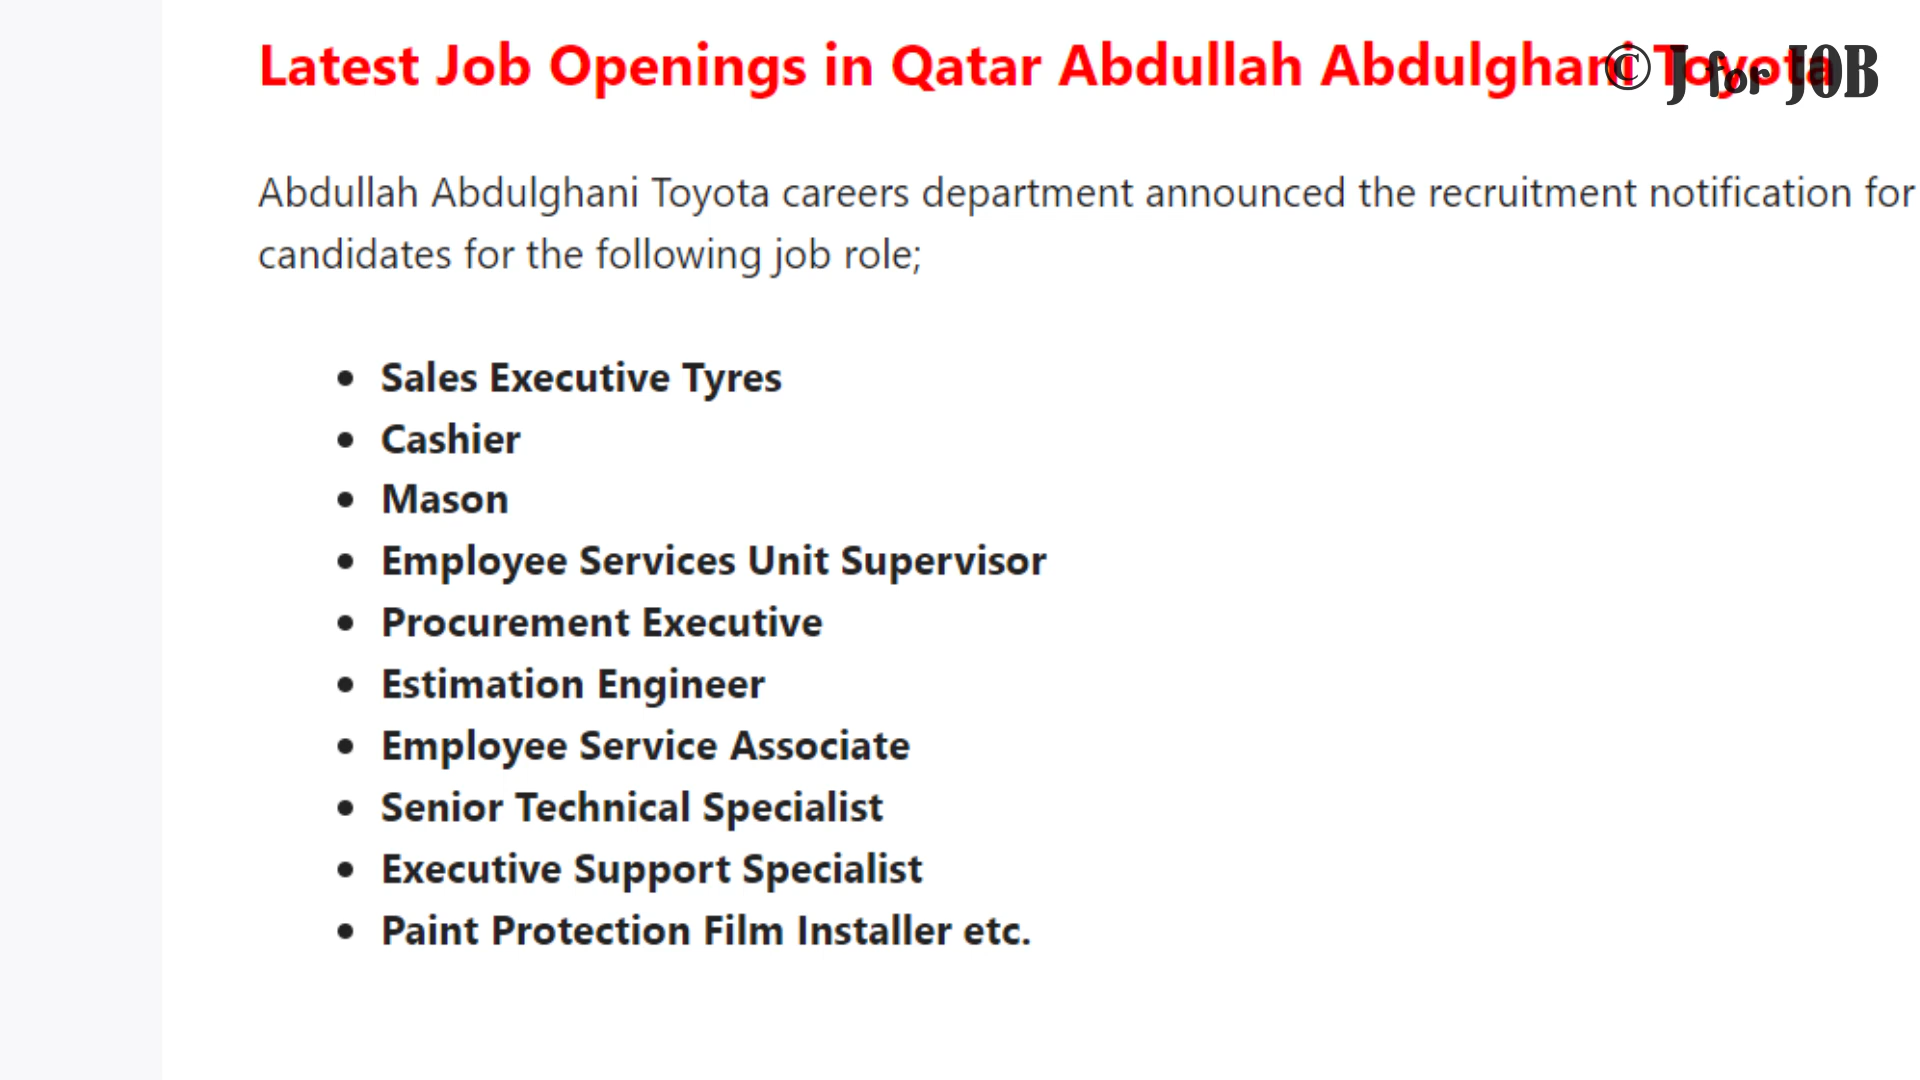 Latest Job Openings in Qatar Abdullah Abdulghani Toyota
© J for JOB
Abdullah Abdulghani Toyota careers department announced the recruitment notification for
candidates for the following job role;
• Sales Executive Tyres
• Cashier
• Mason
• Employee Services Unit Supervisor
• Procurement Executive
• Estimation Engineer
• Employee Service Associate
• Senior Technical Specialist
• Executive Support Specialist
• Paint Protection Film Installer etc.